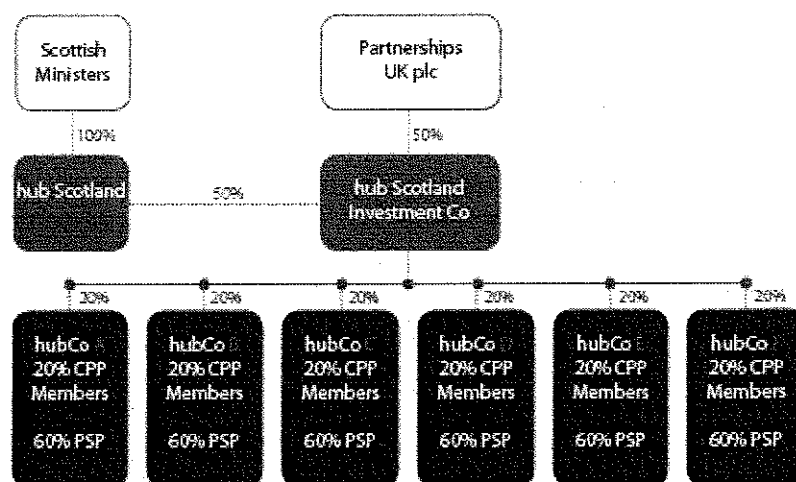 Scottish
Ministers
Partnerships
UK plc
100%
50%
hub Scotland
50%
hub Scotland
Investment Co
20%
20%
20%
20%
20%
20%
hubCo A
20% CPP
Members
60% PSP
hubCo
20% CPP
Members
60% PSP
hubCo
20% CPP
Members
60% PSP
hubCo D
20% CPP
Members
60% PSP
hubCo E
20% CPP
Members
60% PSP
hubCo
20% CPP
Members
60% PSP